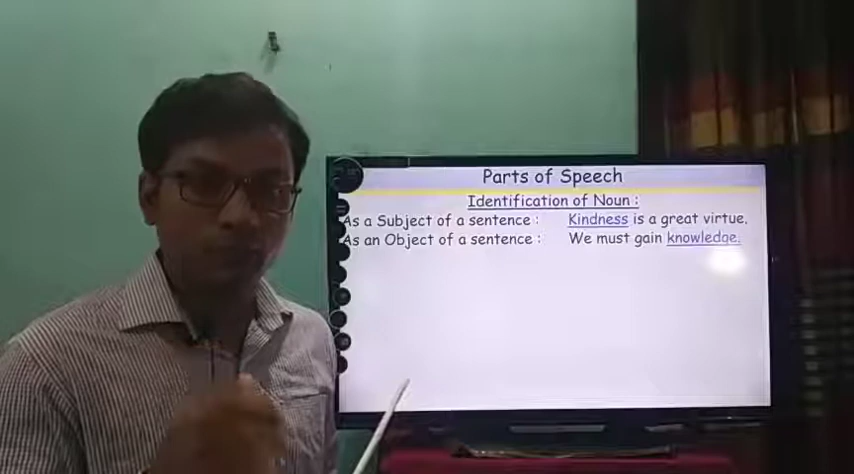 Parts of Speech
Identification of Noun :
As a Subject of a sentence : Kindness is a great virtue.
As an Object of a sentence : We must gain knowledge.